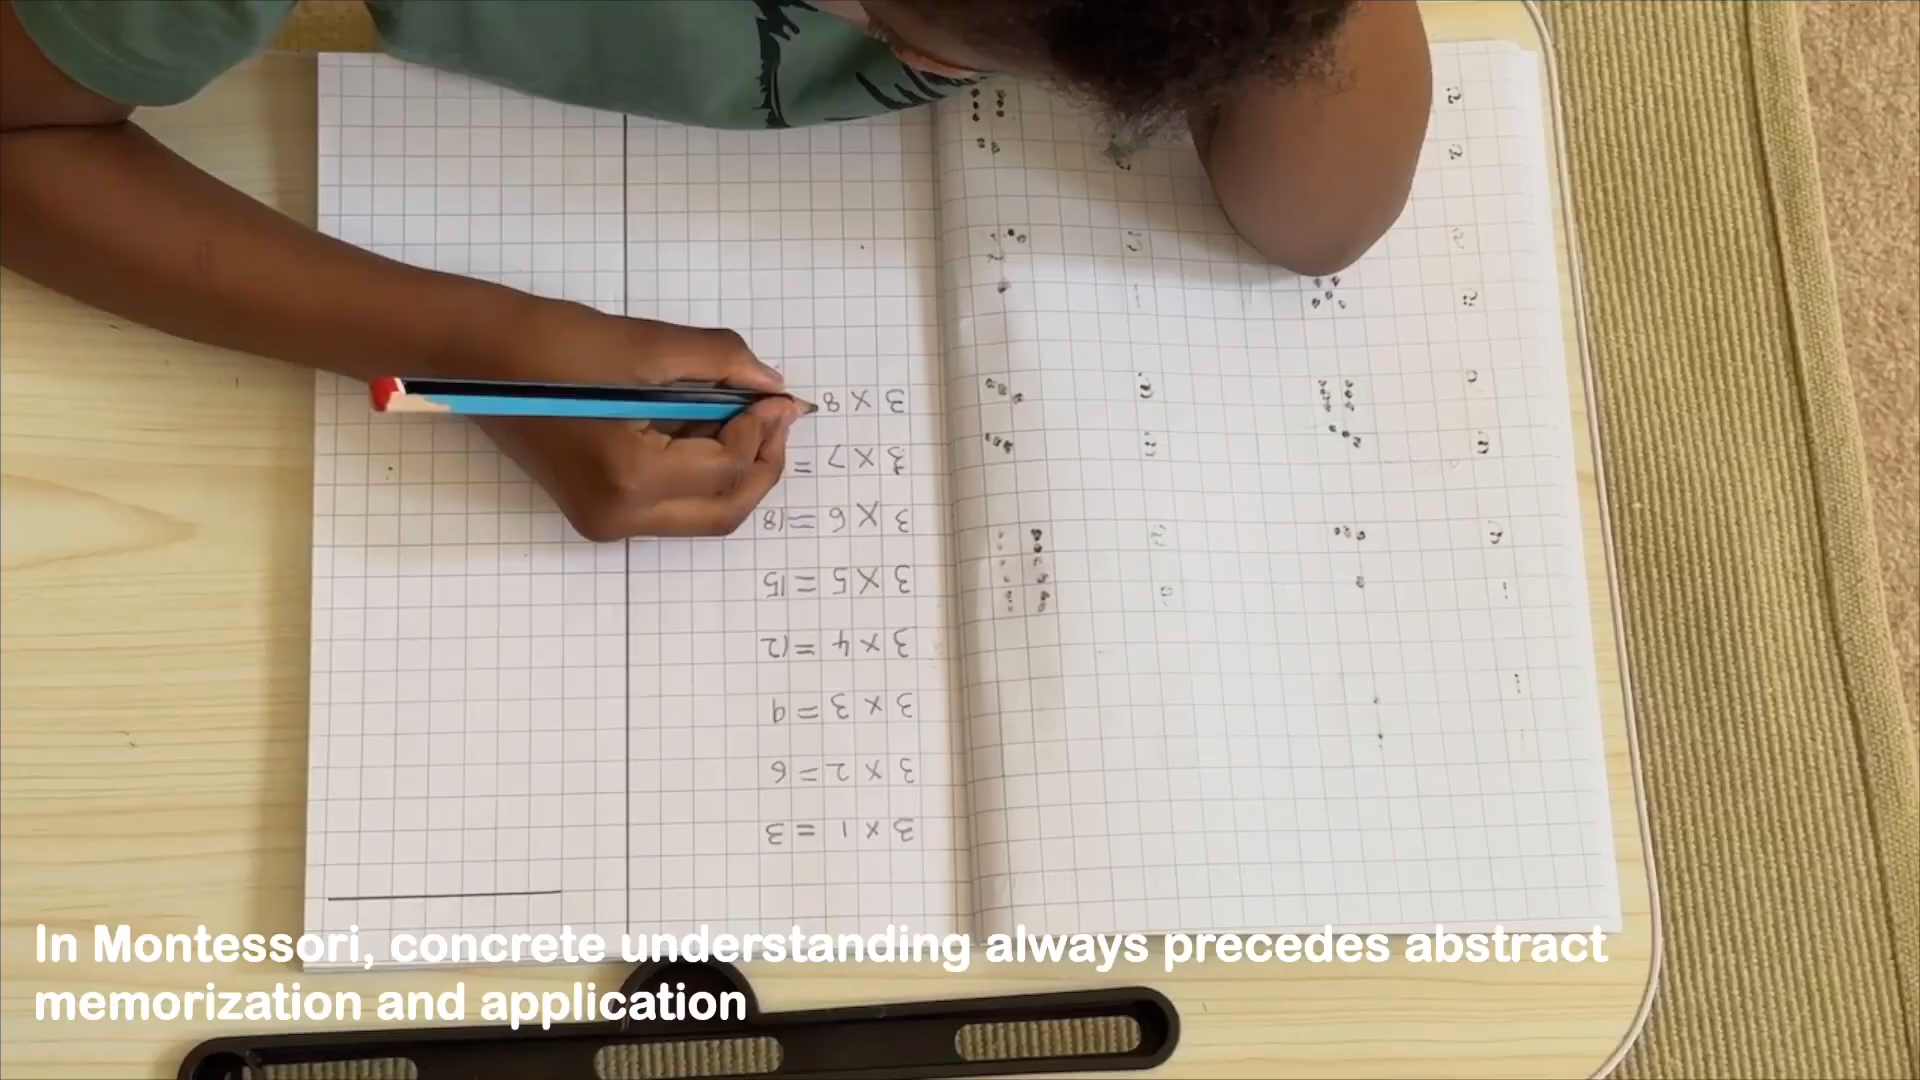 3 x 1 = 3
3 x 2 = 6
3 x 3 = 9
3 x 4 = 12
3 x 5 = 15
3 x 6 = 18
3 x 7 =
3 x 8
In Montessori, concrete understanding always precedes abstract
memorization and application